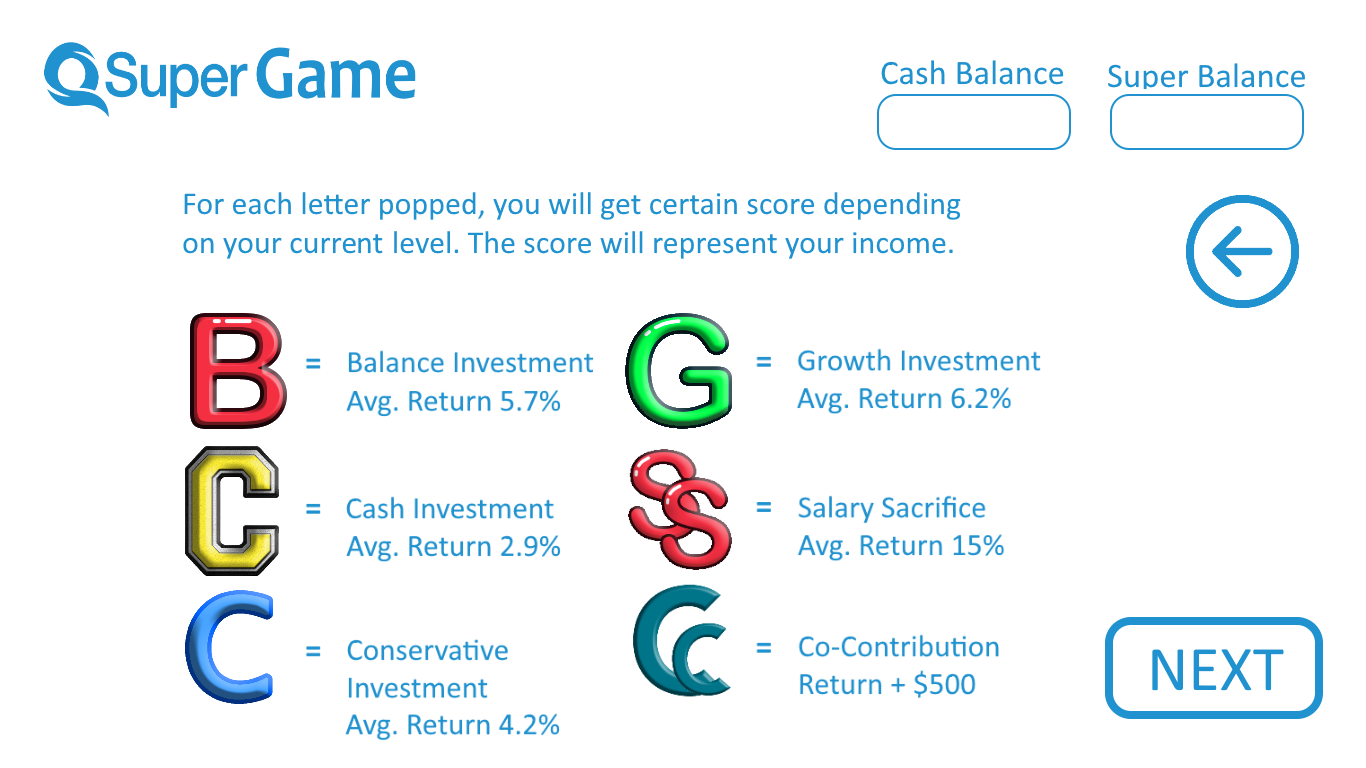 QSuper Game
Cash Balance
Super Balance
For each letter popped, you will get certain score depending
on your current level. The score will represent your income.
B = Balance Investment
Avg. Return 5.7%
G = Growth Investment
Avg. Return 6.2%
C = Cash Investment
Avg. Return 2.9%
SS = Salary Sacrifice
Avg. Return 15%
C = Conservative
Investment
Avg. Return 4.2%
CC = Co-Contribution
Return + $500
NEXT